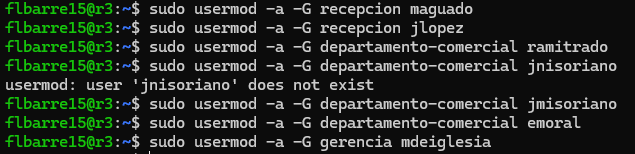 flbarre15@r3:~$ sudo usermod -a -G recepcion maguado
flbarre15@r3:~$ sudo usermod -a -G recepcion jlopez
flbarre15@r3:~$ sudo usermod -a -G departamento-comercial ramitrado
flbarre15@r3:~$ sudo usermod -a -G departamento-comercial jnisoriano
usermod: user 'jnisoriano' does not exist
flbarre15@r3:~$ sudo usermod -a -G departamento-comercial jmisoriano
flbarre15@r3:~$ sudo usermod -a -G departamento-comercial emoral
flbarre15@r3:~$ sudo usermod -a -G gerencia mdeiglesia